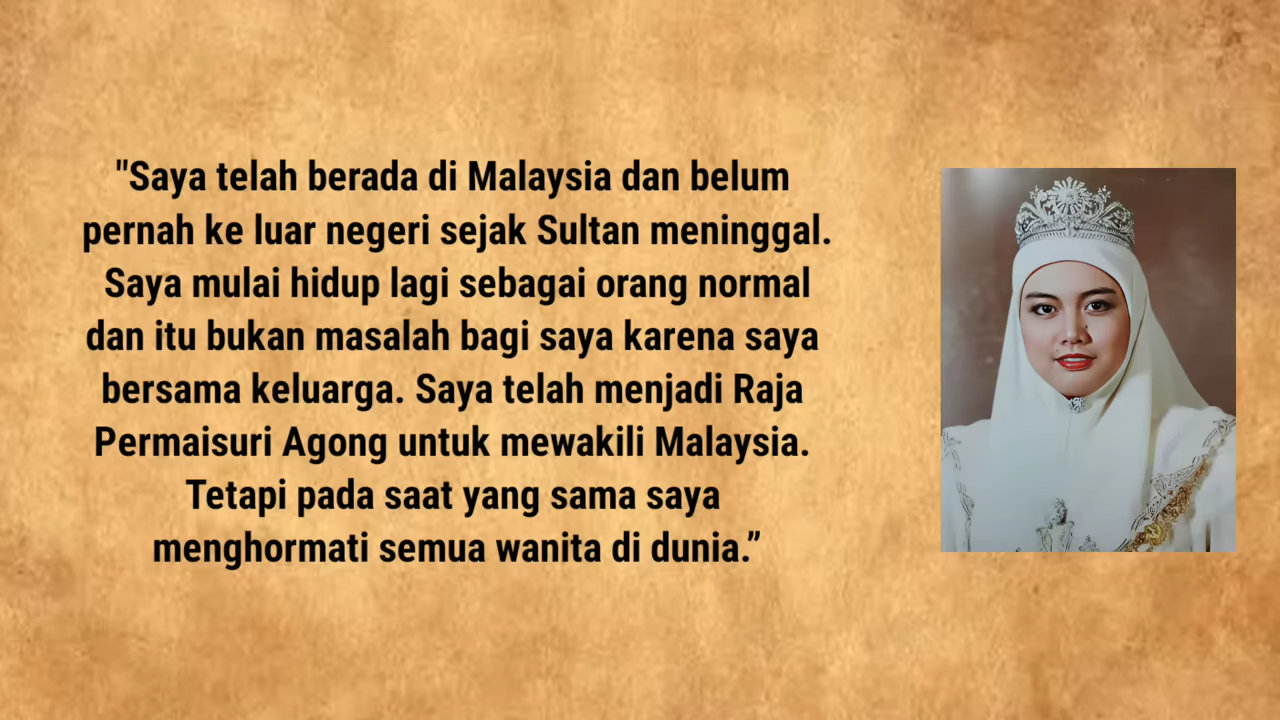 "Saya telah berada di Malaysia dan belum
pernah ke luar negeri sejak Sultan meninggal.
Saya mulai hidup lagi sebagai orang normal
dan itu bukan masalah bagi saya karena saya
bersama keluarga. Saya telah menjadi Raja
Permaisuri Agong untuk mewakili Malaysia.
Tetapi pada saat yang sama saya
menghormati semua wanita di dunia.”